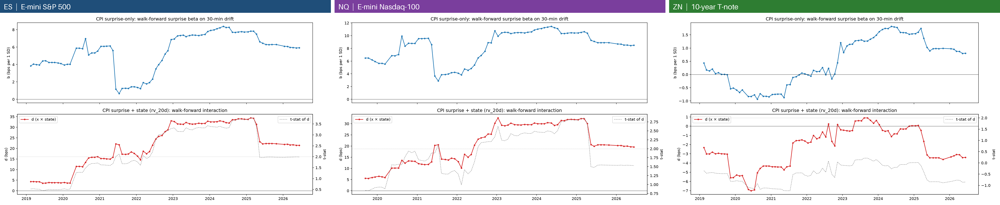 ES | E-mini S&P 500
CPI surprise-only: walk-forward surprise beta on 30-min drift
b (bps per 1 SD)
8
6
4
2
0
CPI surprise + state (rv_20d): walk-forward interaction
d (x × state)
t-stat of d
d (bps)
35
30
25
20
15
10
5
0
3.5
3.0
2.5
2.0
1.5
1.0
0.5
t-stat
2019 2020 2021 2022 2023 2024 2025 2026
NQ | E-mini Nasdaq-100
CPI surprise-only: walk-forward surprise beta on 30-min drift
b (bps per 1 SD)
12
10
8
6
4
2
0
CPI surprise + state (rv_20d): walk-forward interaction
d (x × state)
t-stat of d
d (bps)
30
25
20
15
10
5
0
2.75
2.50
2.25
2.00
1.75
1.50
1.25
1.00
0.75
t-stat
2020 2021 2022 2023 2024 2025 2026
ZN | 10-year T-note
CPI surprise-only: walk-forward surprise beta on 30-min drift
b (bps per 1 SD)
1.5
1.0
0.5
0.0
−0.5
−1.0
CPI surprise + state (rv_20d): walk-forward interaction
d (x × state)
t-stat of d
d (bps)
1
0
−1
−2
−3
−4
−5
−6
−7
2.0
1.5
1.0
0.5
0.0
−0.5
−1.0
t-stat
2019 2020 2021 2022 2023 2024 2025 2026